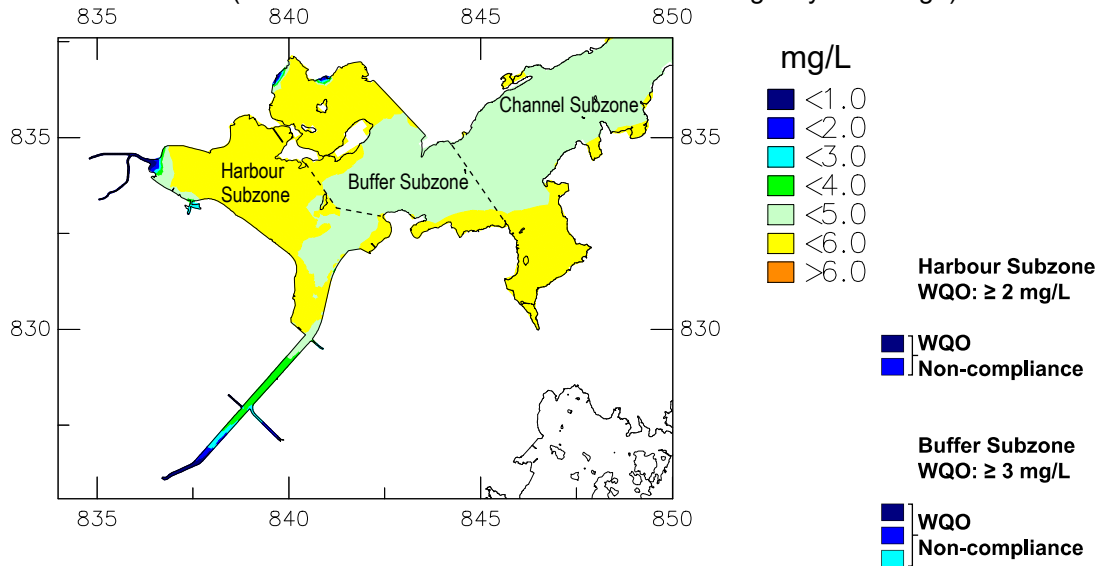 835
840
845
850
mg/L
<1.0
<2.0
<3.0
<4.0
<5.0
<6.0
>6.0
835
830
835
830
Channel Subzone
Harbour
Subzone
Buffer Subzone
835
840
845
850
Harbour Subzone
WQO: ≥ 2 mg/L
WQO
Non-compliance
Buffer Subzone
WQO: ≥ 3 mg/L
WQO
Non-compliance